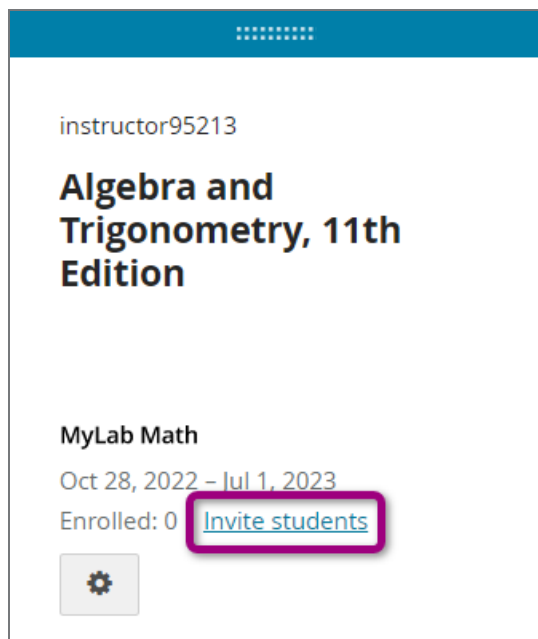 instructor95213
Algebra and
Trigonometry, 11th
Edition
MyLab Math
Oct 28, 2022 – Jul 1, 2023
Enrolled: 0 Invite students